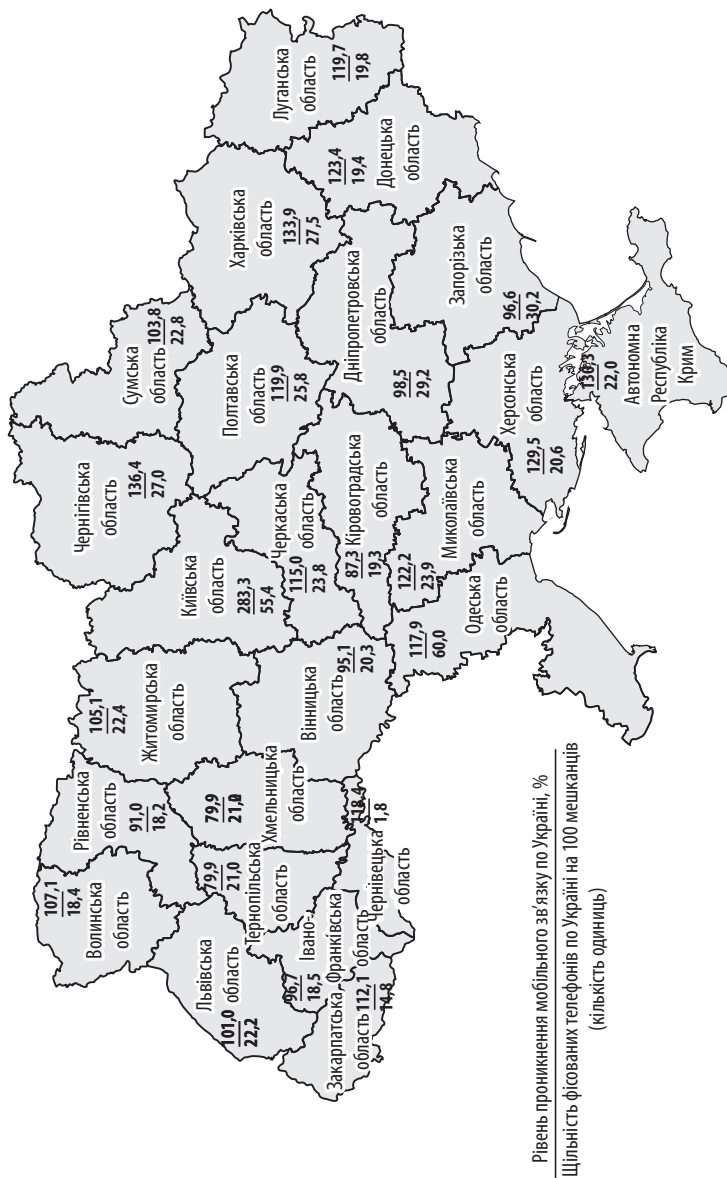 Волинська
область
107,1
18,4
Рівненська
область
91,0
18,2
Житомирська
область
105,1
22,4
Київська
область
283,3
55,4
Чернігівська
область
136,4
27,0
Сумська
область
103,8
22,8
Львівська
область
101,0
22,2
Тернопільська
область
79,9
21,0
Хмельницька
область
79,9
Вінницька
область
95,1
20,3
Черкаська
область
115,0
23,8
Полтавська
область
119,9
25,8
Харківська
область
133,9
27,5
Луганська
область
119,7
19,8
Закарпатська
область
112,1
14,8
Івано-
Франківська
область
96,7
18,5
Чернівецька
область
118,4
1,8
Кіровоградська
область
87,3
19,3
Дніпропетровська
область
98,5
29,2
Донецька
область
123,4
19,4
Одеська
область
117,9
60,0
Миколаївська
область
122,2
23,9
Херсонська
область
129,5
20,6
Запорізька
область
96,6
30,2
22,0
Автономна
Республіка
Крим
Рівень проникнення мобільного зв'язку по Україні, %
Щільність фісованих телефонів по Україні на 100 мешканців
(кількість одиниць)